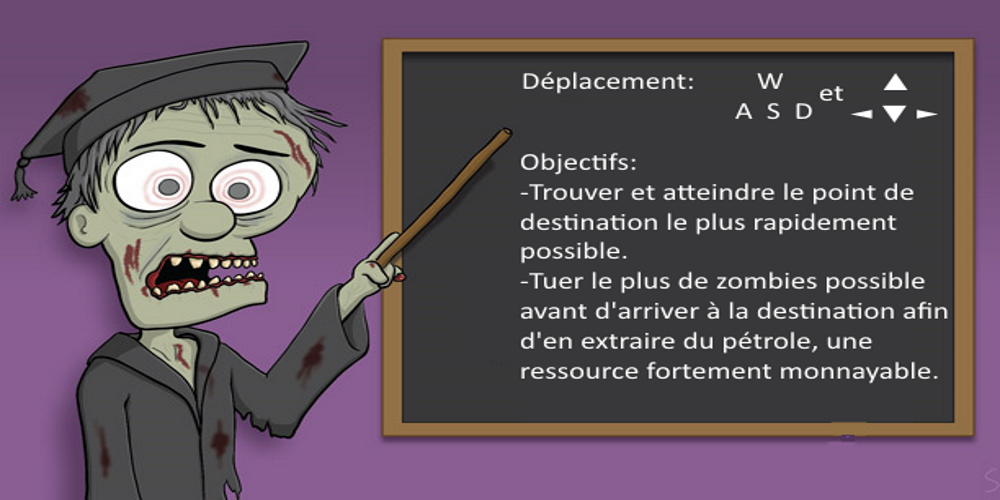 Déplacement: W et ▲
A S D ◄ ▼ ►
Objectifs:
-Trouver et atteindre le point de
destination le plus rapidement
possible.
-Tuer le plus de zombies possible
avant d'arriver à la destination afin
d'en extraire du pétrole, une
ressource fortement monnayable.